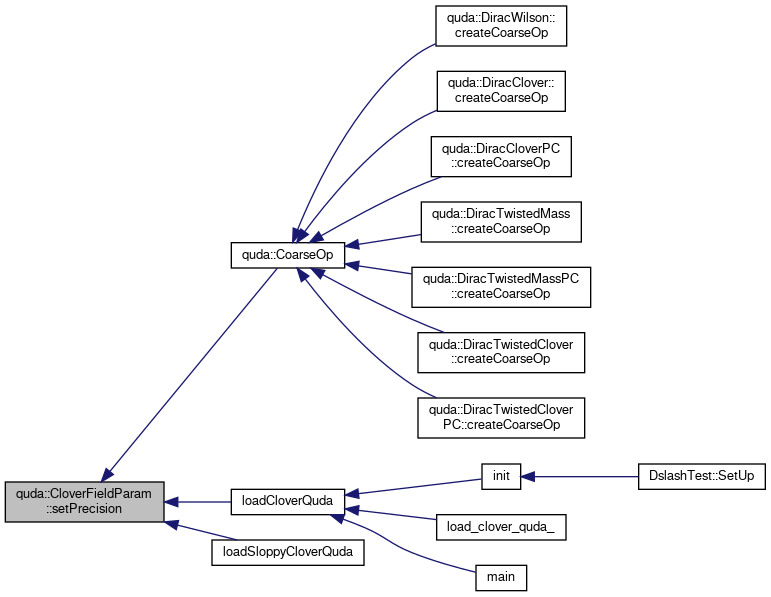 quda::DiracWilson::
createCoarseOp
quda::DiracClover::
createCoarseOp
quda::DiracCloverPC
::createCoarseOp
quda::DiracTwistedMass
::createCoarseOp
quda::CoarseOp
quda::DiracTwistedMassPC
::createCoarseOp
quda::DiracTwistedClover
::createCoarseOp
quda::DiracTwistedClover
PC::createCoarseOp
quda::CloverFieldParam
::setPrecision
loadCloverQuda
init
DslashTest::SetUp
load_clover_quda_
loadSloppyCloverQuda
main